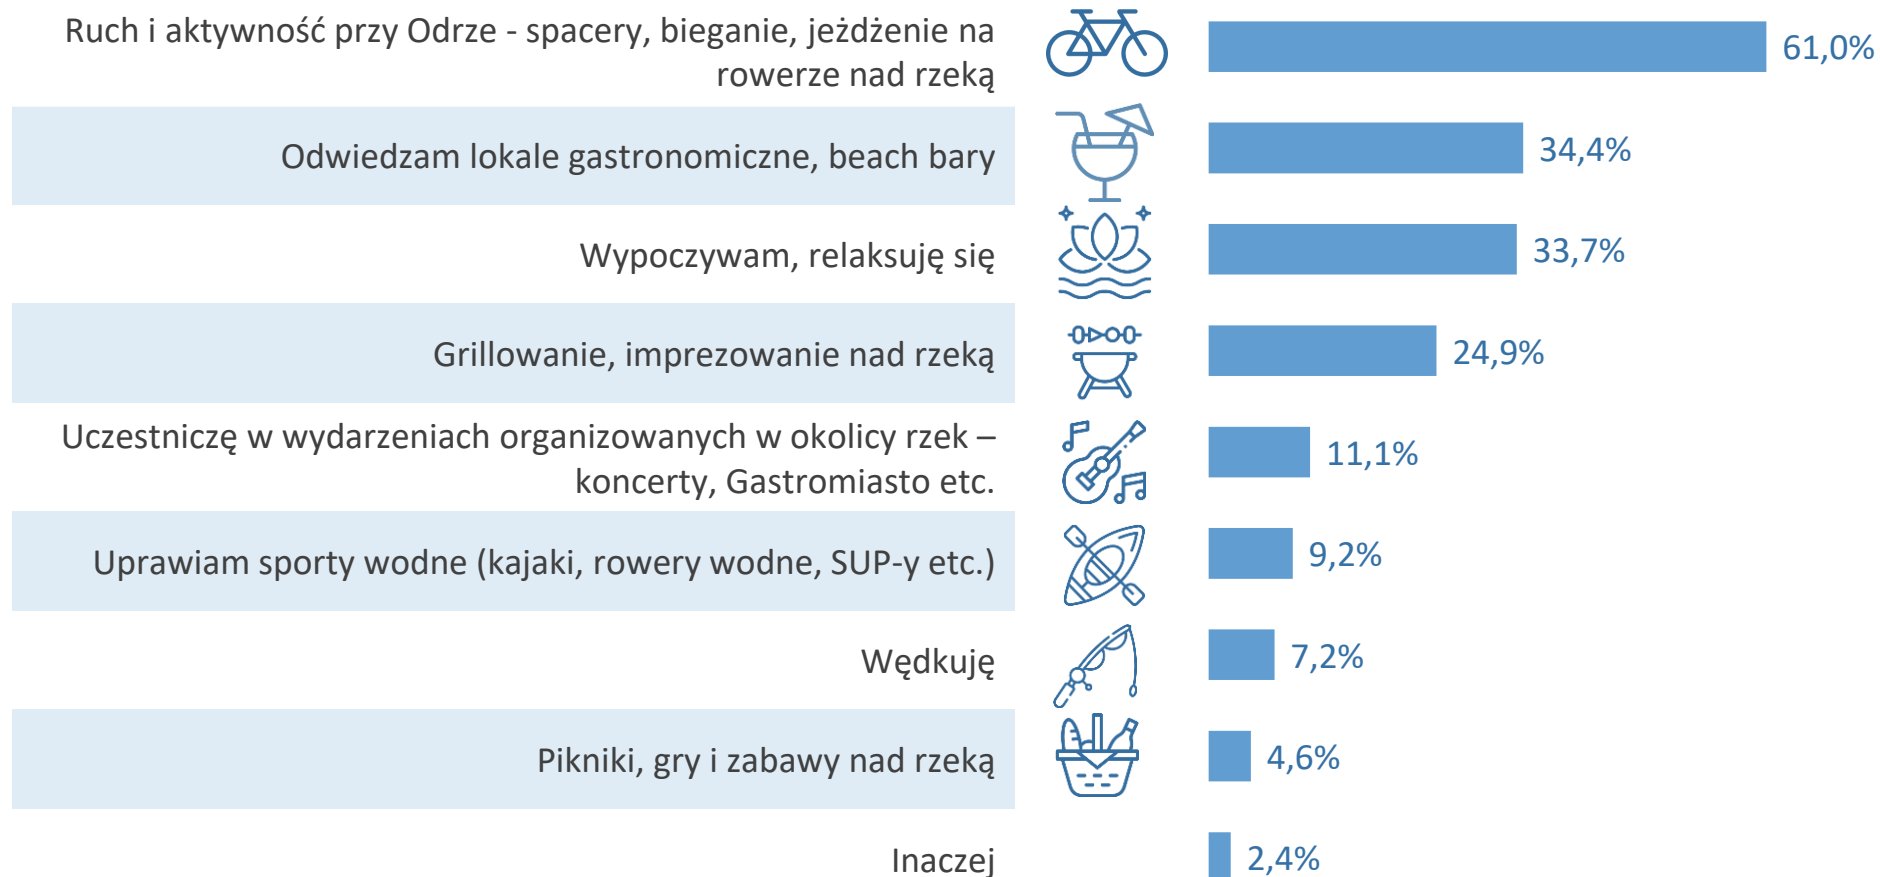 Ruch i aktywność przy Odrze - spacery, bieganie, jeżdżenie na
rowerze nad rzeką
61,0%
Odwiedzam lokale gastronomiczne, beach bary
34,4%
Wypoczywam, relaksuję się
33,7%
Grillowanie, imprezowanie nad rzeką
24,9%
Uczestniczę w wydarzeniach organizowanych w okolicy rzek –
koncerty, Gastromiasto etc.
11,1%
Uprawiam sporty wodne (kajaki, rowery wodne, SUP-y etc.)
9,2%
Wędkuję
7,2%
Pikniki, gry i zabawy nad rzeką
4,6%
Inaczej
2,4%